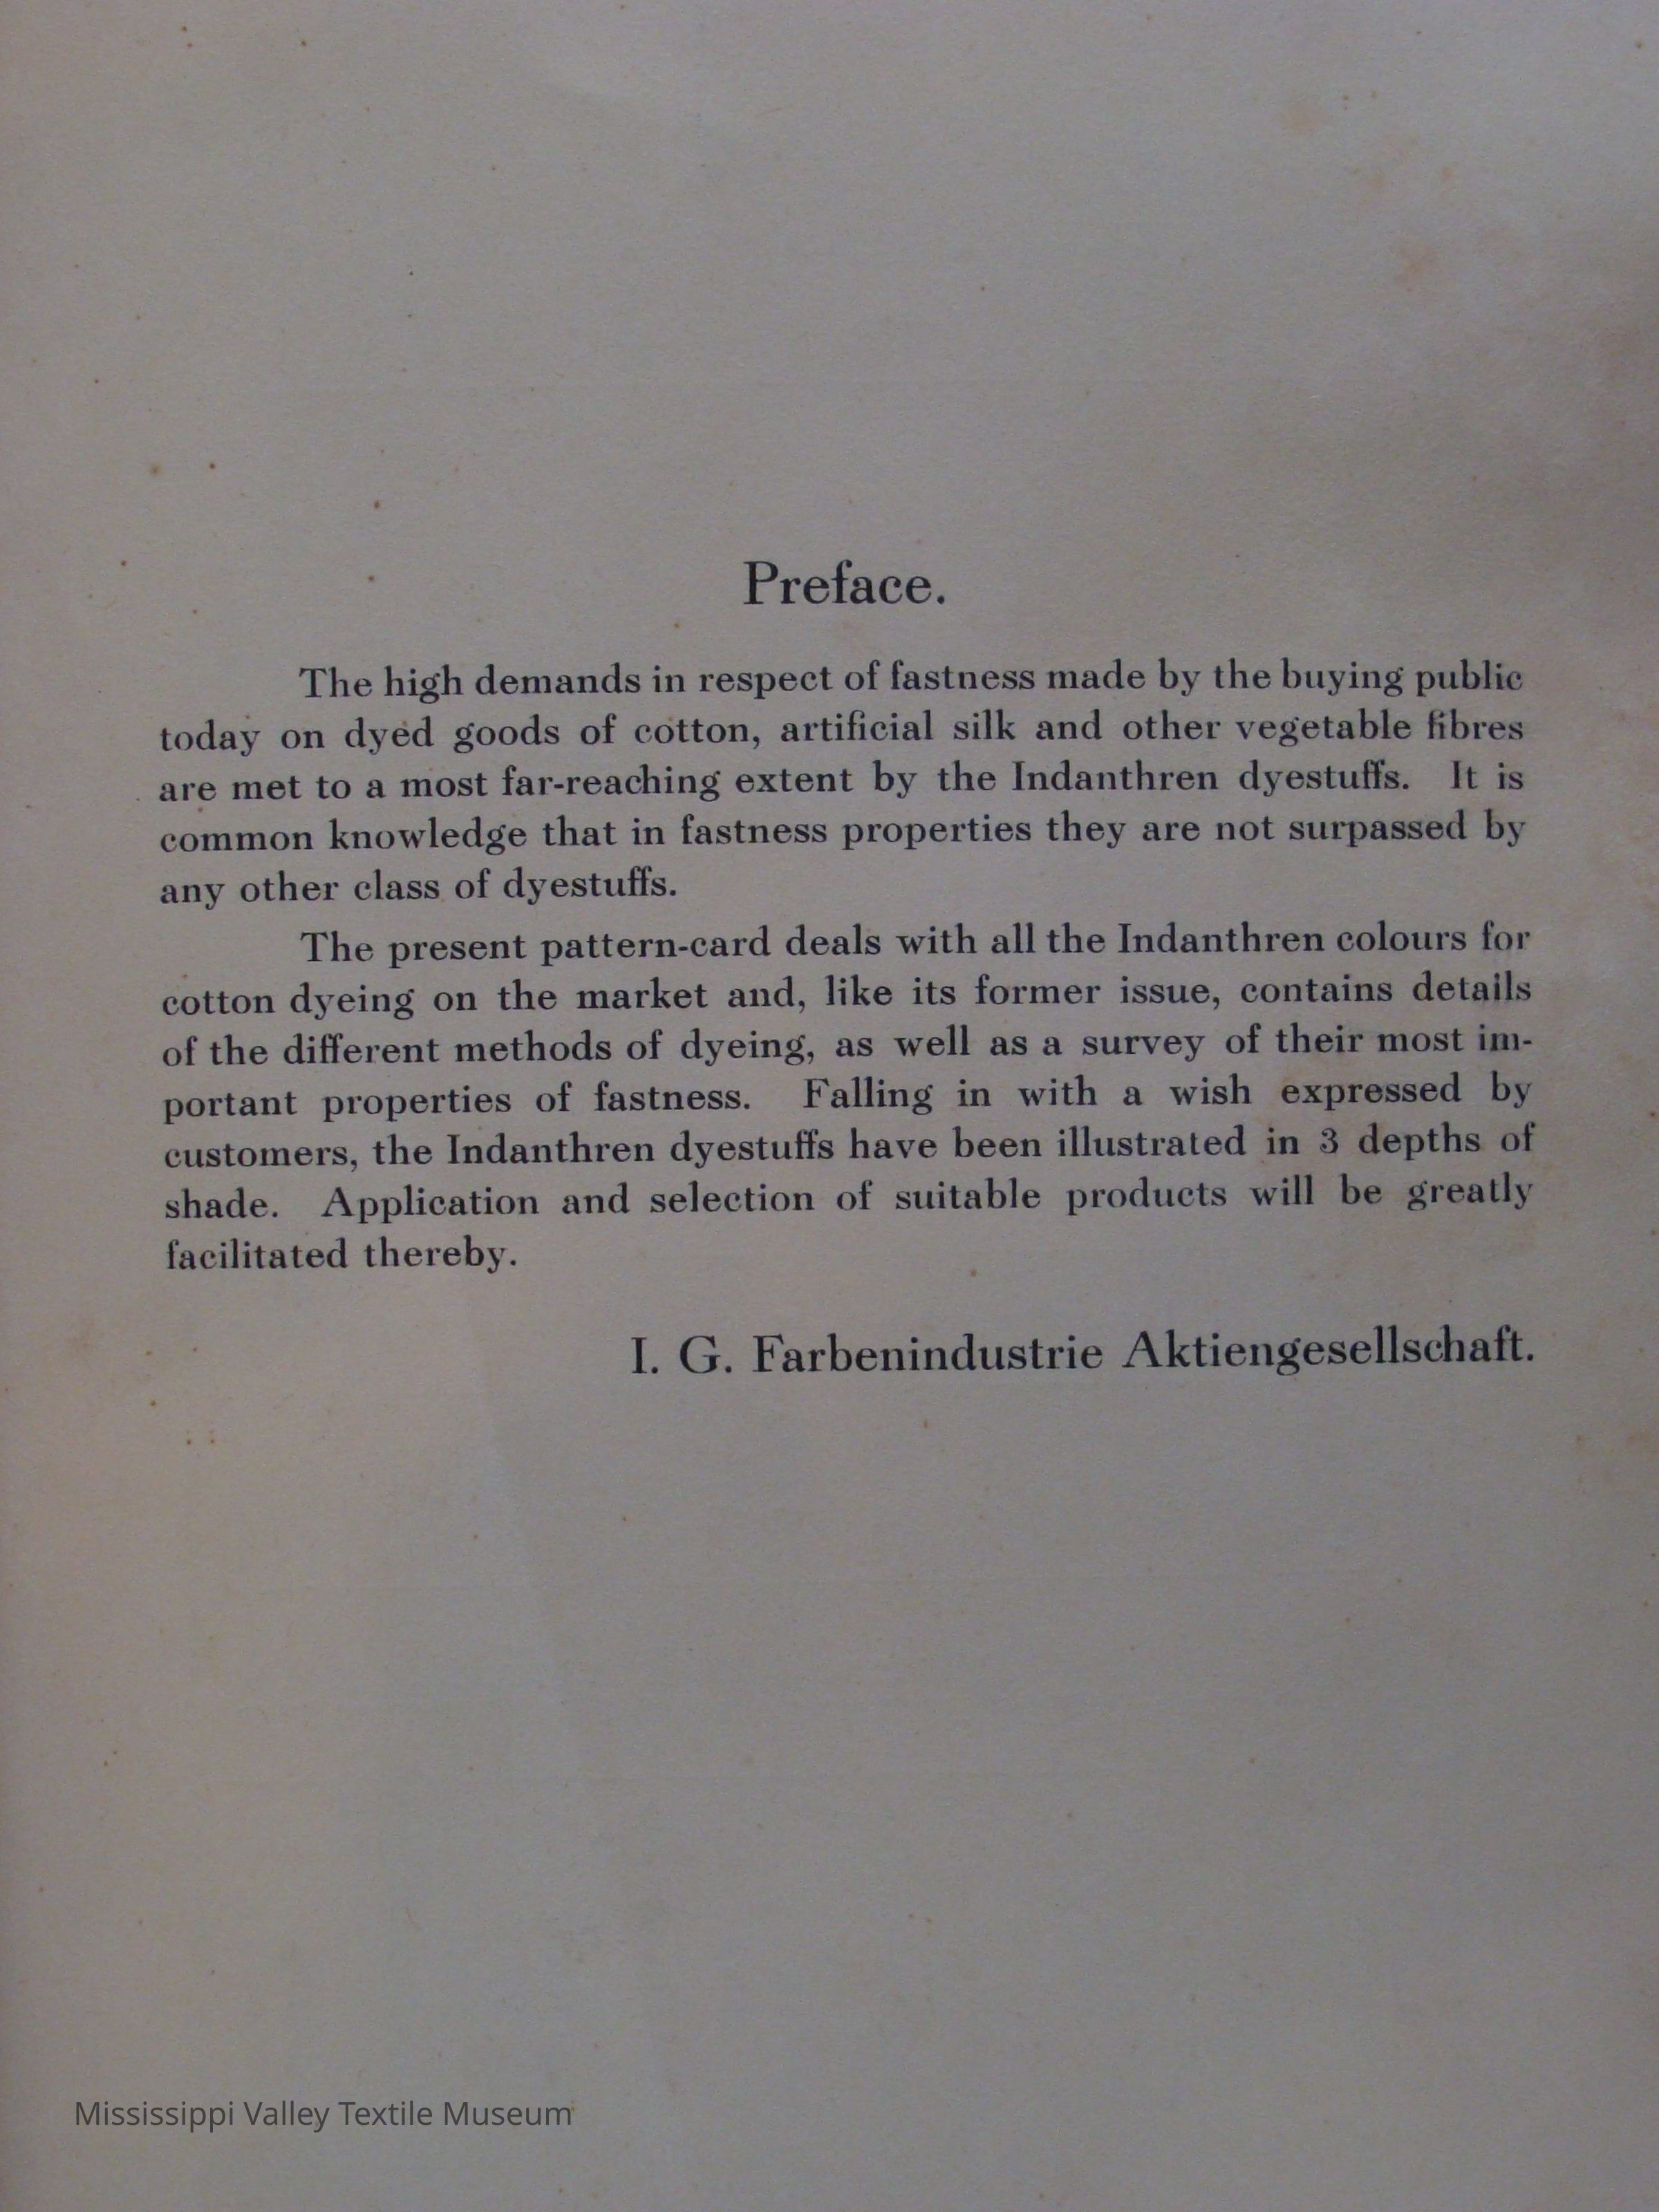 Preface.
The high demands in respect of fastness made by the buying public
today on dyed goods of cotton, artificial silk and other vegetable fibres
are met to a most far-reaching extent by the Indanthren dyestuffs. It is
common knowledge that in fastness properties they are not surpassed by
any other class of dyestuffs.
The present pattern-card deals with all the Indanthren colours for
cotton dyeing on the market and, like its former issue, contains details
of the different methods of dyeing, as well as a survey of their most im-
portant properties of fastness. Falling in with a wish expressed by
customers, the Indanthren dyestuffs have been illustrated in 3 depths of
shade. Application and selection of suitable products will be greatly
facilitated thereby.
I. G. Farbenindustrie Aktiengesellschaft.
Mississippi Valley Textile Museum